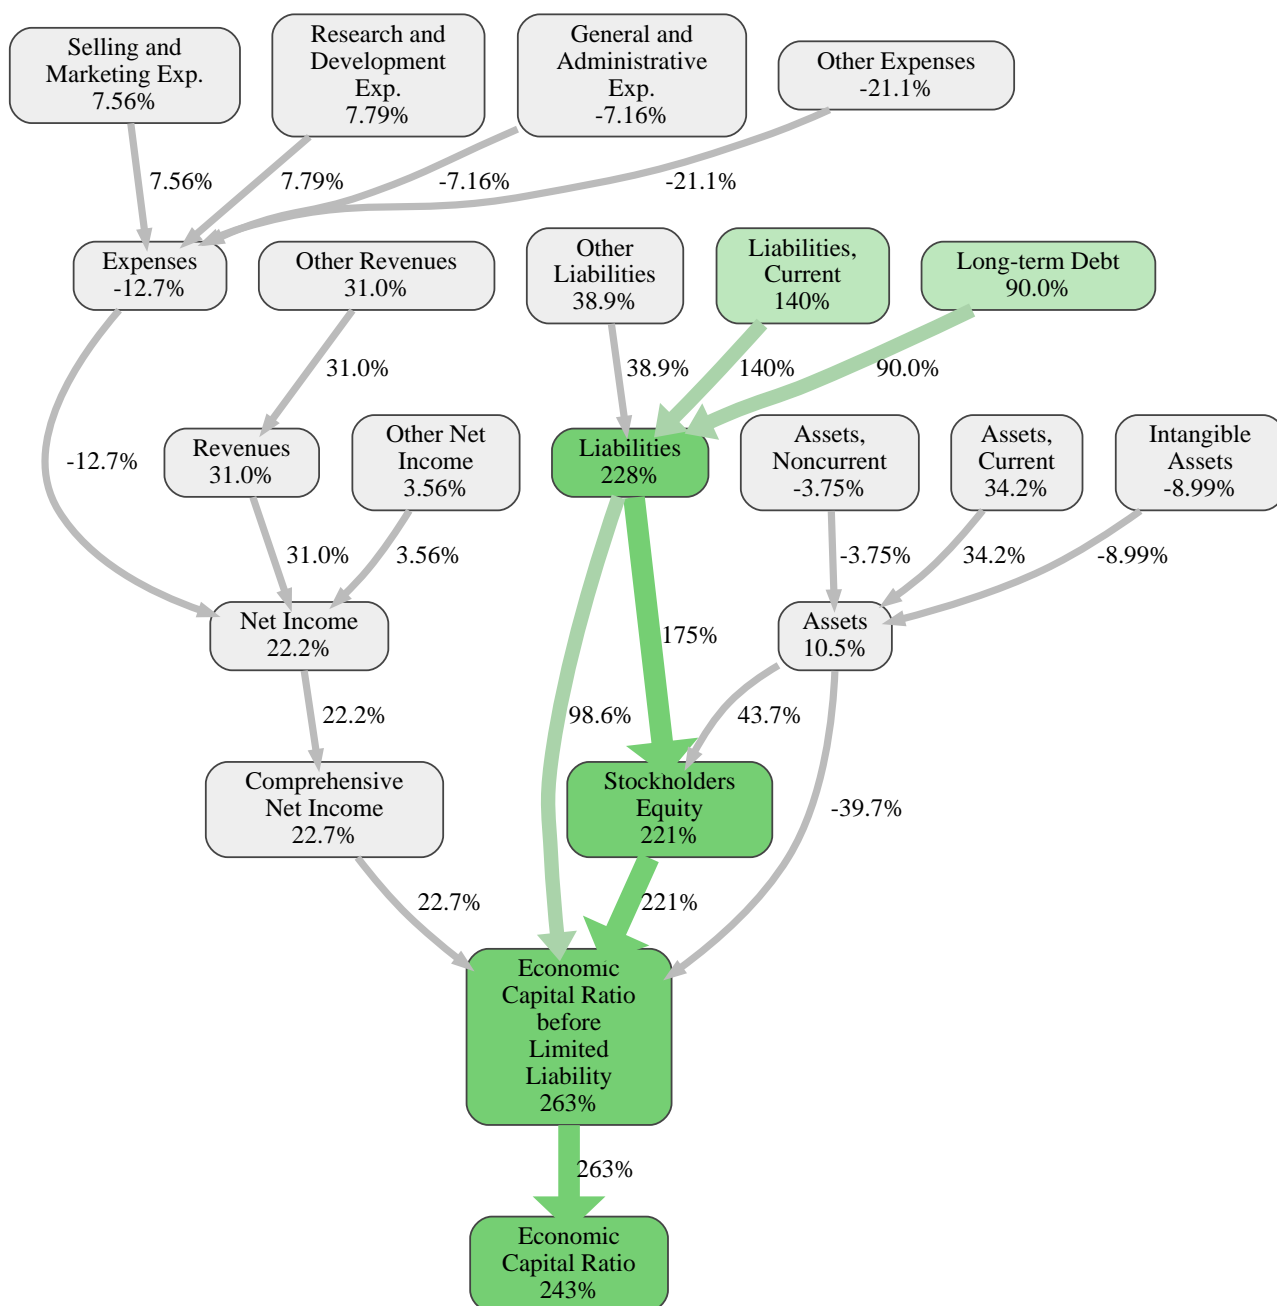 Selling and
Marketing Exp.
7.56%
Research and
Development
Exp.
7.79%
General and
Administrative
Exp.
-7.16%
Other Expenses
-21.1%
7.56%
7.79%
-7.16%
-21.1%
Expenses
-12.7%
Other Revenues
31.0%
Other
Liabilities
38.9%
Liabilities,
Current
140%
Long-term Debt
90.0%
31.0%
38.9%
140%
90.0%
-12.7%
Revenues
31.0%
Other Net
Income
3.56%
Liabilities
228%
Assets,
Noncurrent
-3.75%
Assets,
Current
34.2%
Intangible
Assets
-8.99%
31.0%
3.56%
-3.75%
34.2%
-8.99%
Net Income
22.2%
175%
Assets
10.5%
22.2%
98.6%
43.7%
Comprehensive
Net Income
22.7%
Stockholders
Equity
221%
-39.7%
22.7%
221%
Economic
Capital Ratio
before
Limited
Liability
263%
263%
Economic
Capital Ratio
243%